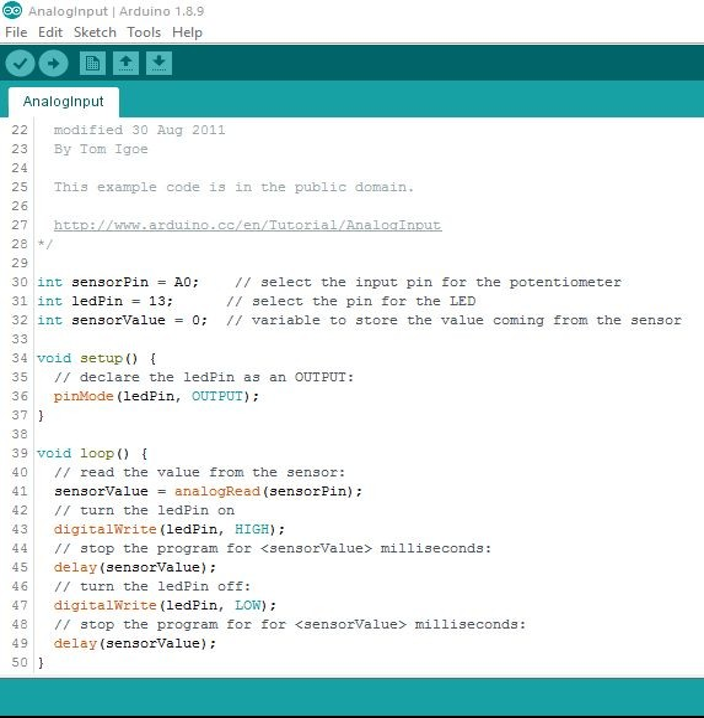 AnalogInput | Arduino 1.8.9
File Edit Sketch Tools Help
AnalogInput
22 modified 30 Aug 2011
23 By Tom Igoe
24
25 This example code is in the public domain.
26
27 http://www.arduino.cc/en/Tutorial/AnalogInput
28 */
29
30 int sensorPin = A0;    // select the input pin for the potentiometer
31 int ledPin = 13;      // select the pin for the LED
32 int sensorValue = 0;  // variable to store the value coming from the sensor
33
34 void setup() {
35   // declare the ledPin as an OUTPUT:
36   pinMode(ledPin, OUTPUT);
37 }
38
39 void loop() {
40   // read the value from the sensor:
41   sensorValue = analogRead(sensorPin);
42   // turn the ledPin on
43   digitalWrite(ledPin, HIGH);
44   // stop the program for <sensorValue> milliseconds:
45   delay(sensorValue);
46   // turn the ledPin off:
47   digitalWrite(ledPin, LOW);
48   // stop the program for for <sensorValue> milliseconds:
49   delay(sensorValue);
50 }